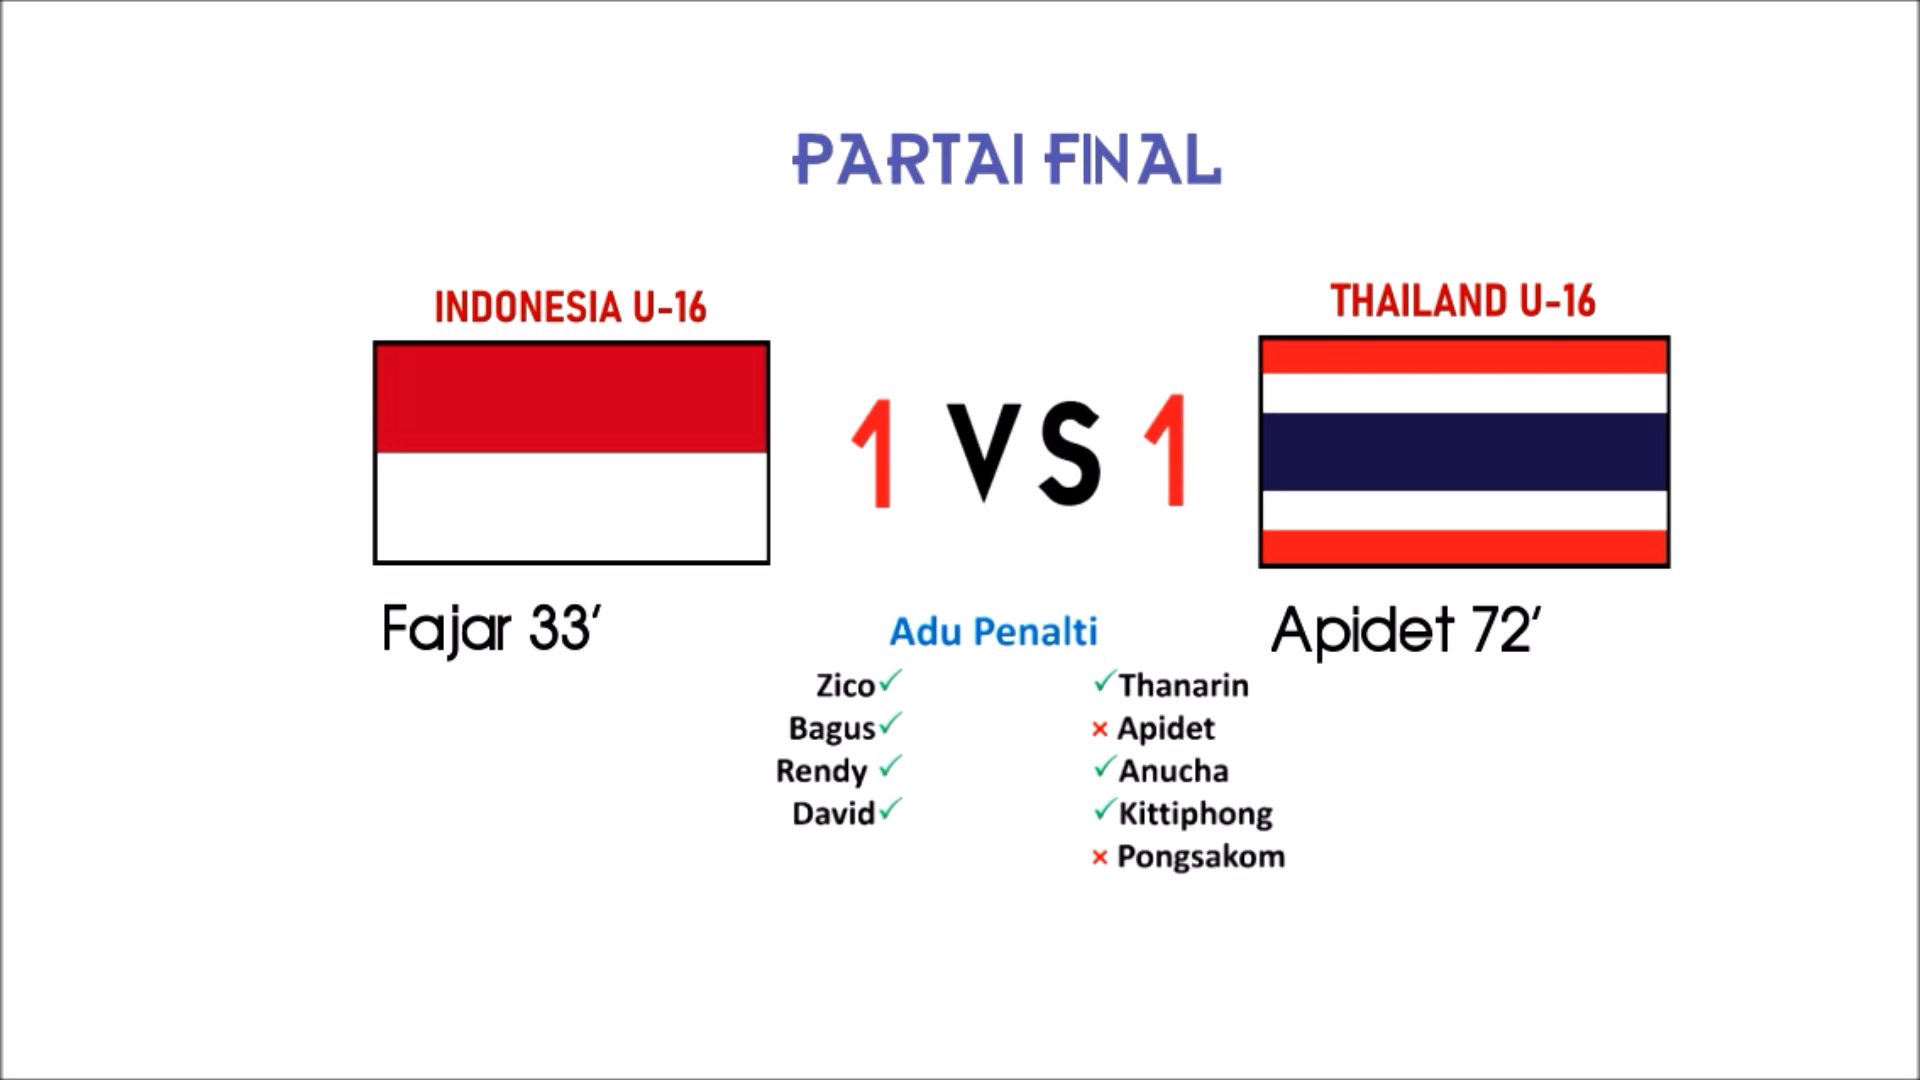 PARTAI FINAL
INDONESIA U-16
THAILAND U-16
1 VS 1
Fajar 33’
Apidet 72’
Adu Penalti
Zico✓
✓Thanarin
Bagus✓
× Apidet
Rendy ✓
✓Anucha
David✓
✓Kittiphong
× Pongsakom